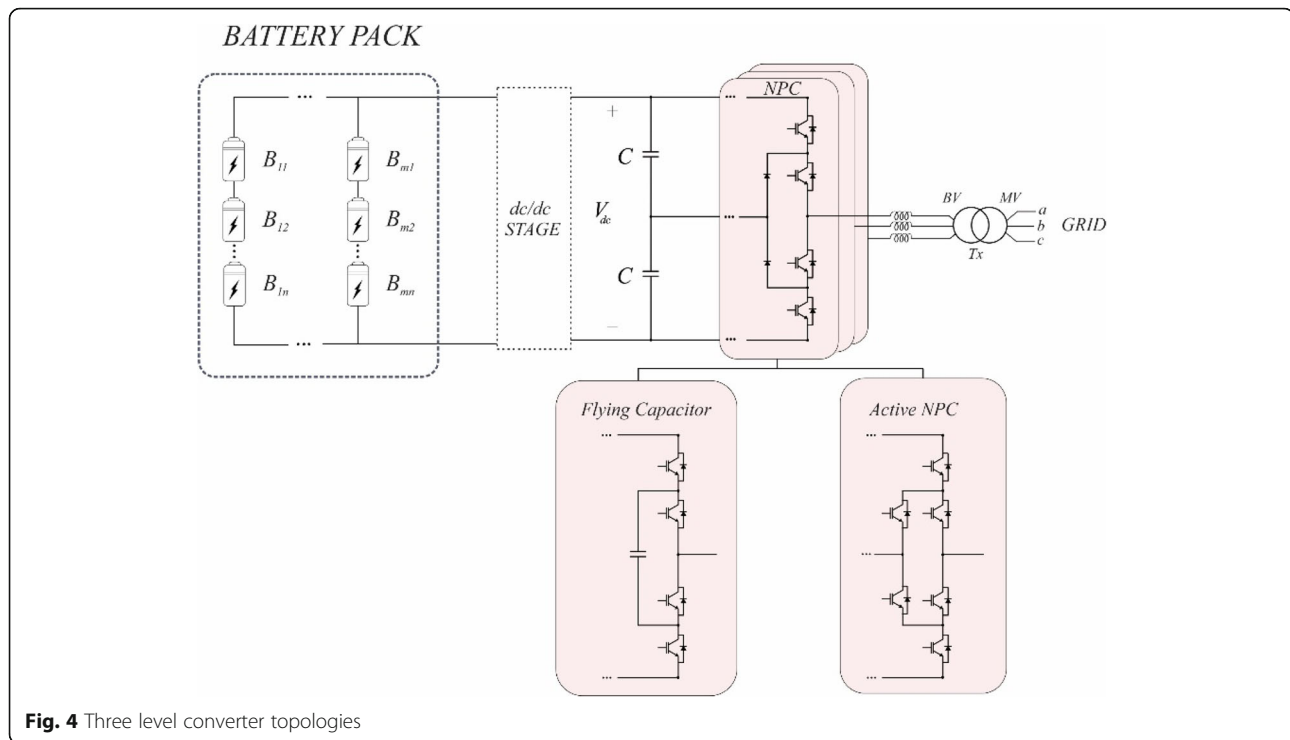 BATTERY PACK
...
...
B11
B12
B1n
Bm1
Bm2
Bmn
...
dc/dc
STAGE
+
C
Vdc
C
−
NPC
...
...
...
BV
MV
Tx
a
b
c
GRID
Flying Capacitor
...
...
Active NPC
...
...
...
Fig. 4 Three level converter topologies